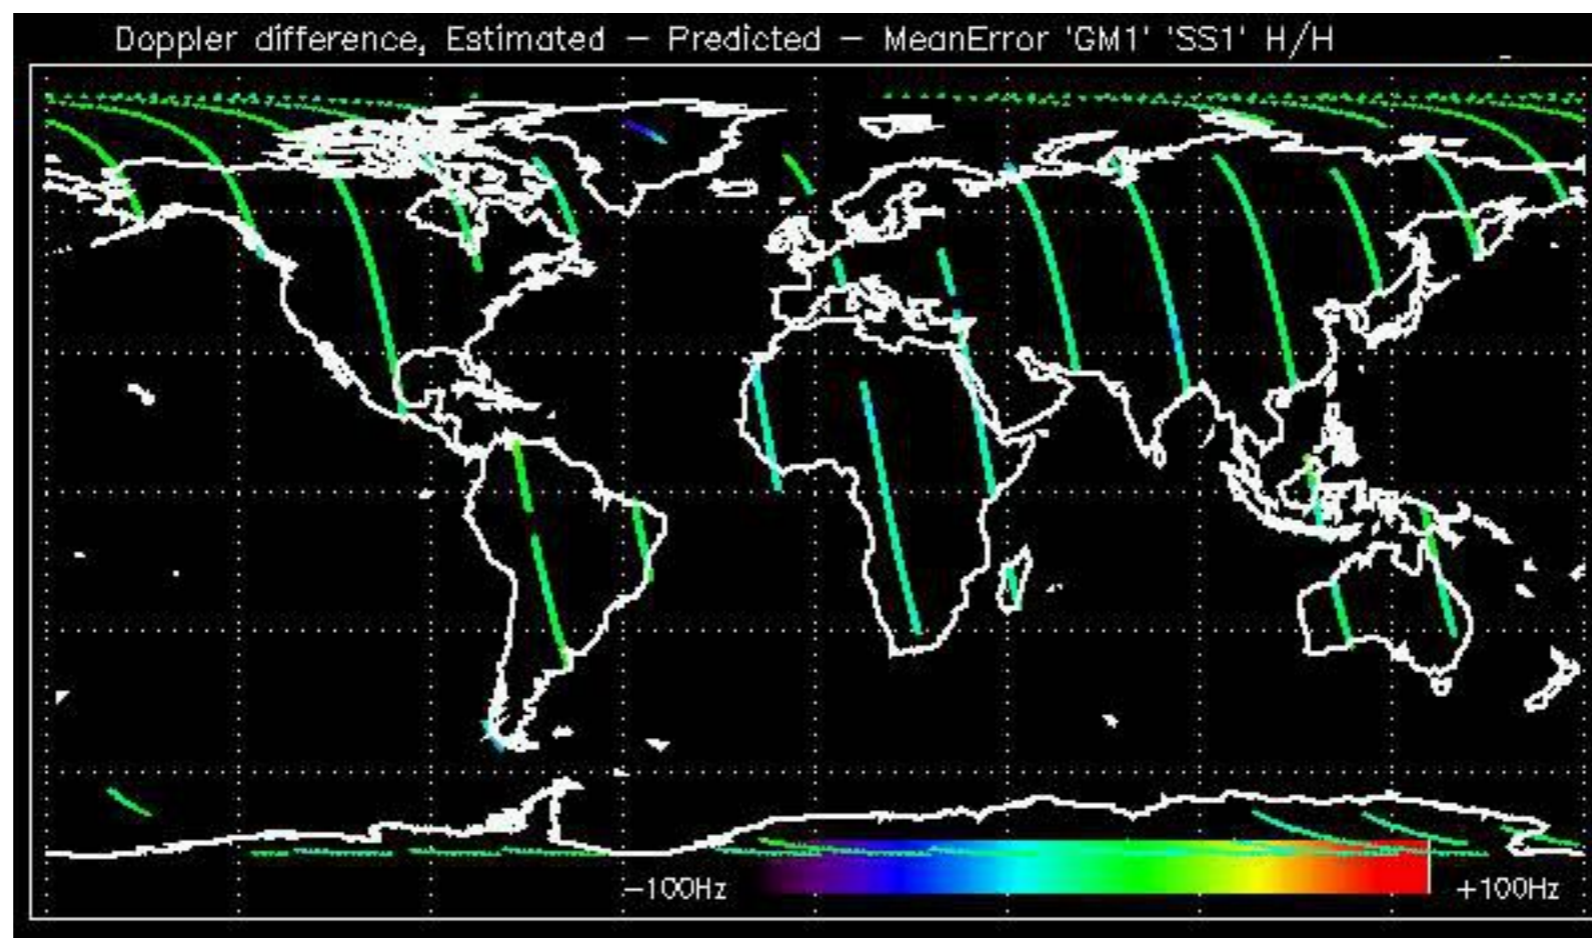 Doppler difference, Estimated – Predicted – MeanError 'GM1' 'SS1' H/H
-100Hz
+100Hz